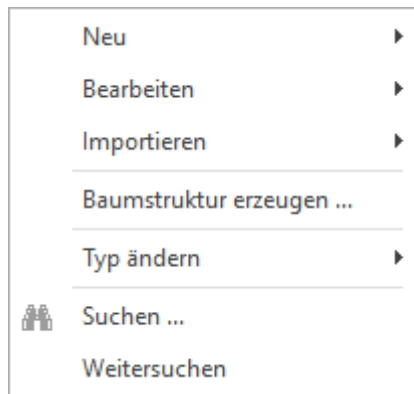 Neu
Bearbeiten
Importieren
Baumstruktur erzeugen ...
Typ ändern
Suchen ...
Weitersuchen